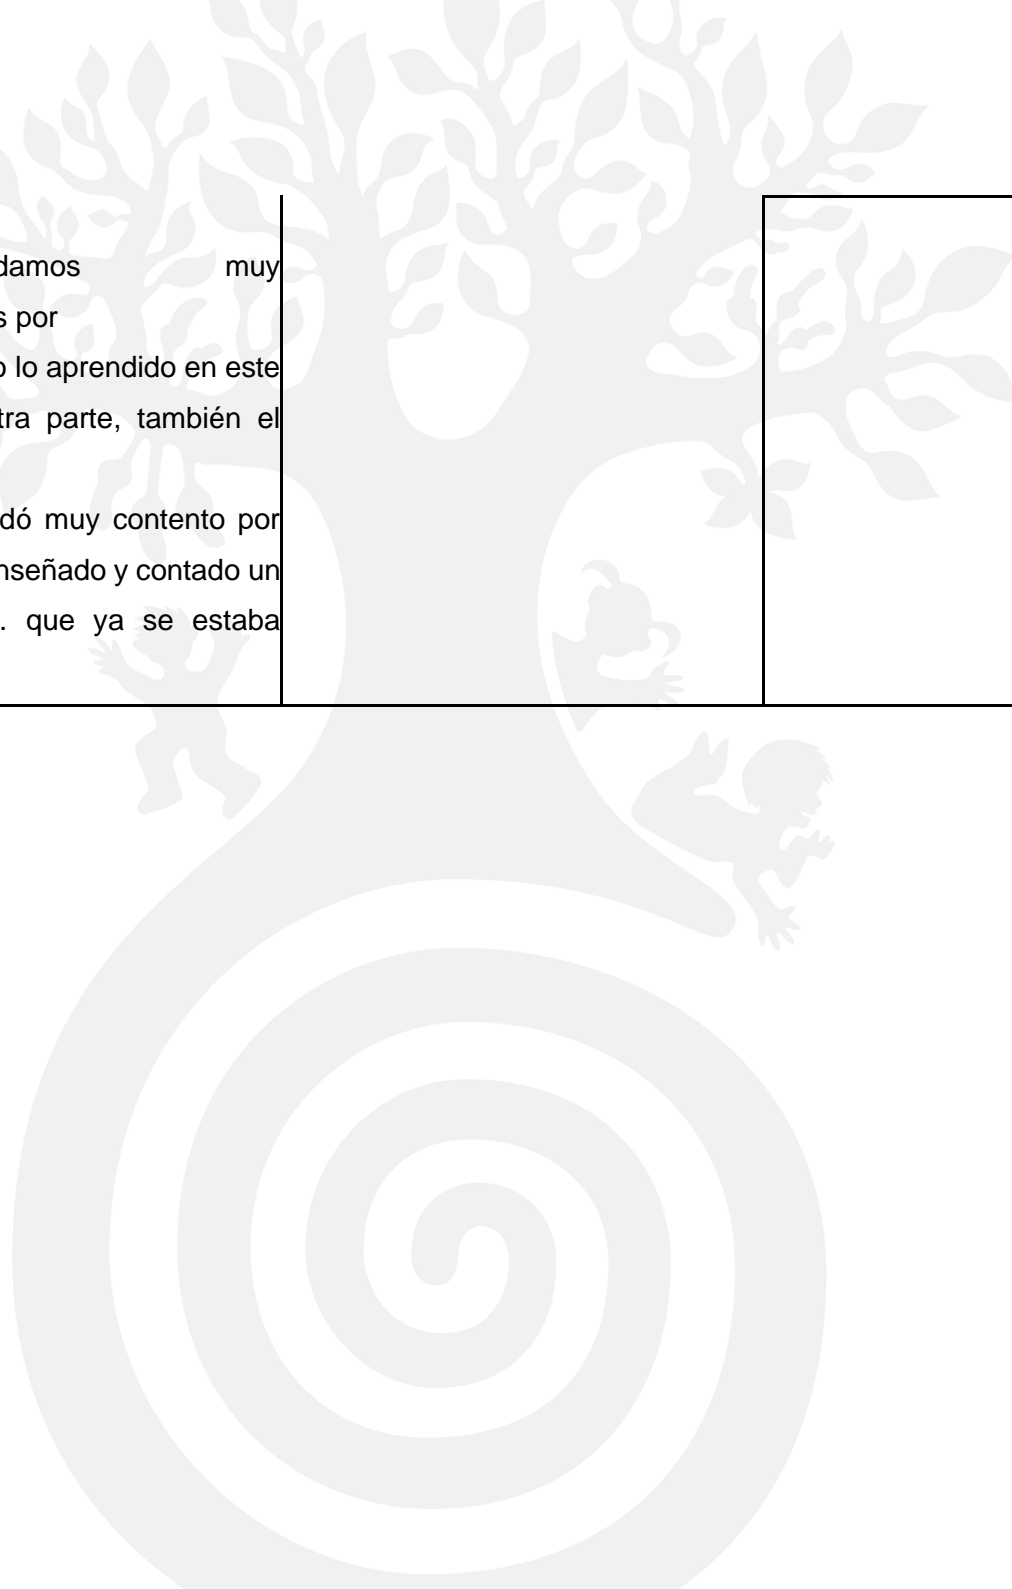 damos muy
s por
o lo aprendido en este
tra parte, también el
dó muy contento por
nseñado y contado un
. que ya se estaba